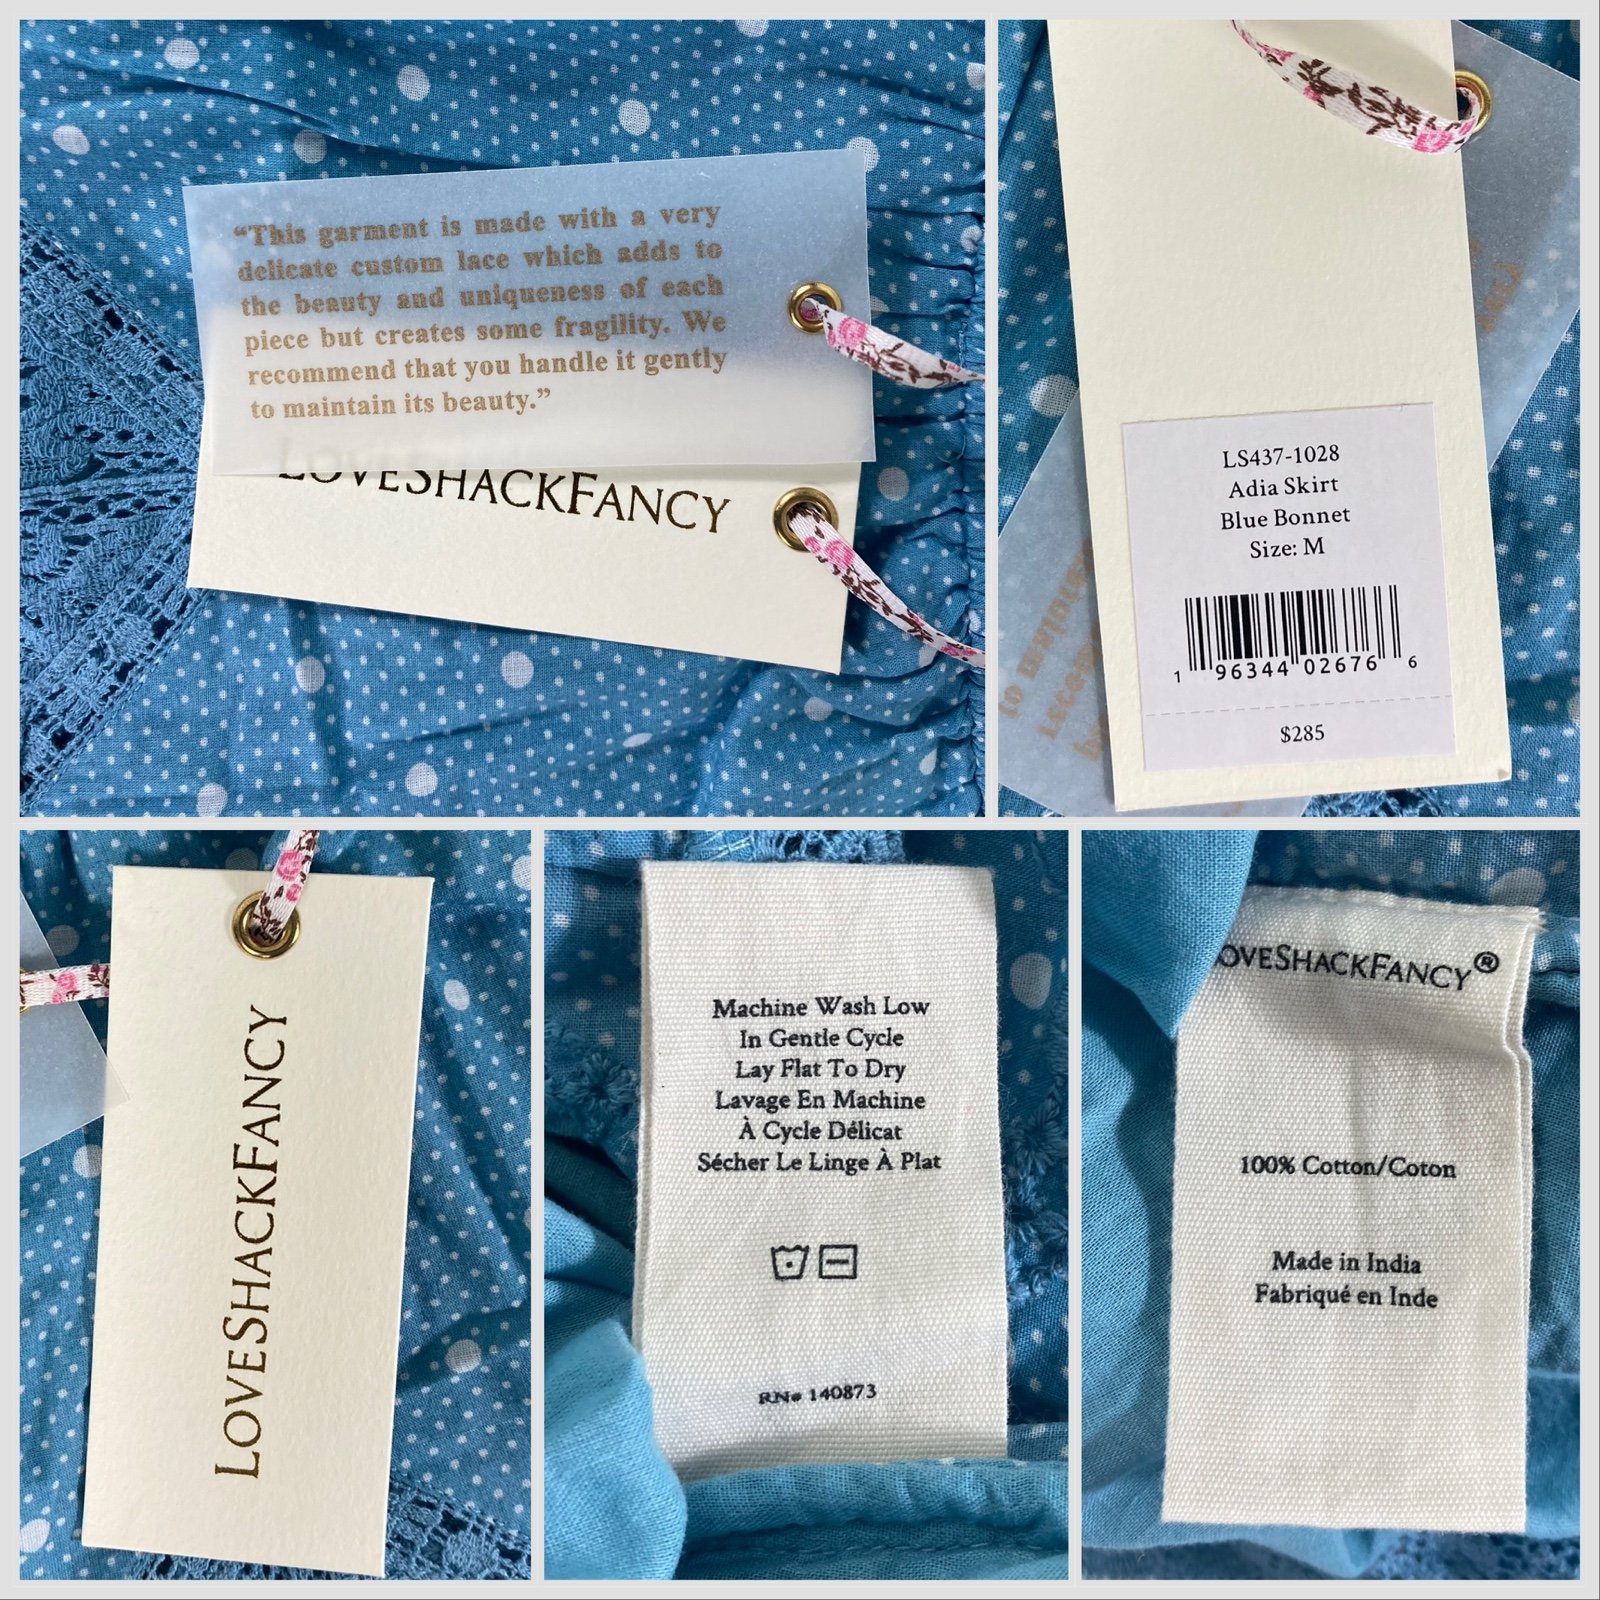 “This garment is made with a very
delicate custom lace which adds to
the beauty and uniqueness of each
piece but creates some fragility. We
recommend that you handle it gently
to maintain its beauty.”
LOVESHACKFANCY
LS437-1028
Adia Skirt
Blue Bonnet
Size: M
1 96344 02676 6
$285
LOVESHACKFANCY
Machine Wash Low
In Gentle Cycle
Lay Flat To Dry
Lavage En Machine
À Cycle Délicat
Sécher Le Linge À Plat
RN# 140873
LOVESHACKFANCY®
100% Cotton/Coton
Made in India
Fabriqué en Inde